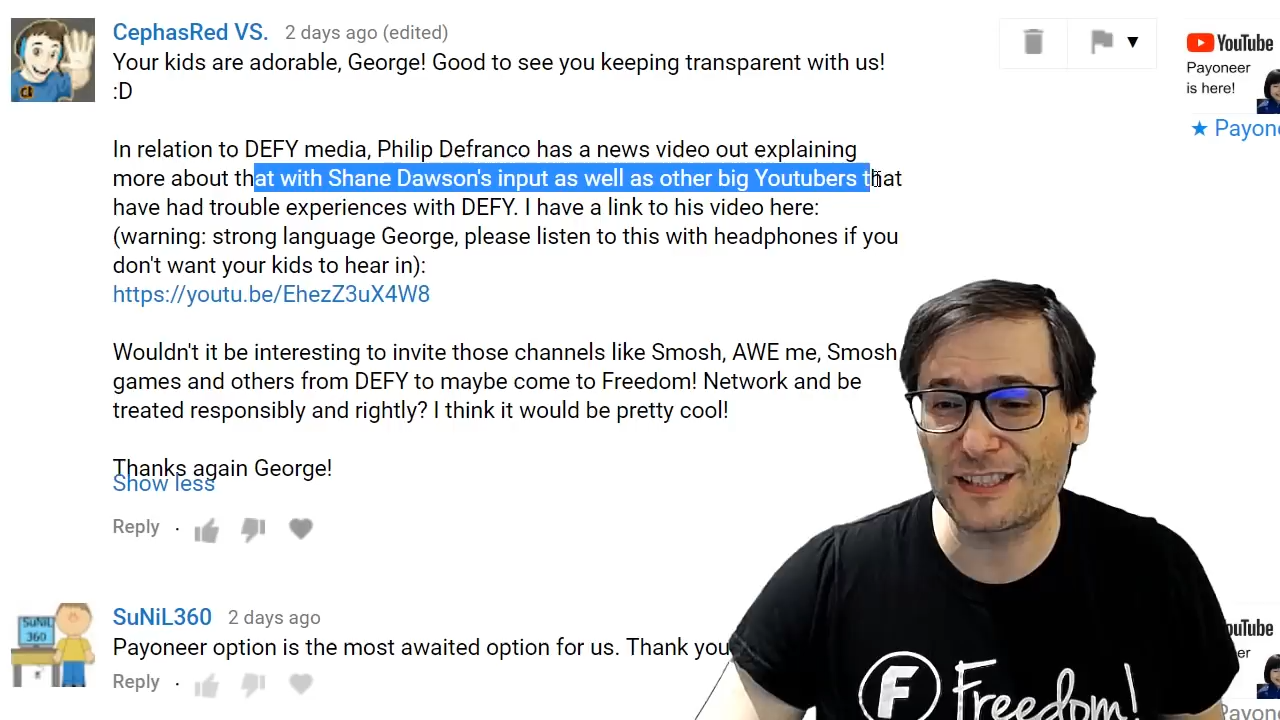 CephasRed VS. 2 days ago (edited)
Your kids are adorable, George! Good to see you keeping transparent with us!
:D
In relation to DEFY media, Philip Defranco has a news video out explaining
more about that with Shane Dawson's input as well as other big Youtubers that
have had trouble experiences with DEFY. I have a link to his video here:
(warning: strong language George, please listen to this with headphones if you
don't want your kids to hear in):
https://youtu.be/EhezZ3uX4W8
Wouldn't it be interesting to invite those channels like Smosh, AWE me, Smosh
games and others from DEFY to maybe come to Freedom! Network and be
treated responsibly and rightly? I think it would be pretty cool!
Thanks again George!
Show less
Reply
SuNiL360 2 days ago
Payoneer option is the most awaited option for us. Thank you
Reply
YouTube
Payoneer
is here!
★ Payon
SuNiL
360
F Freedom!